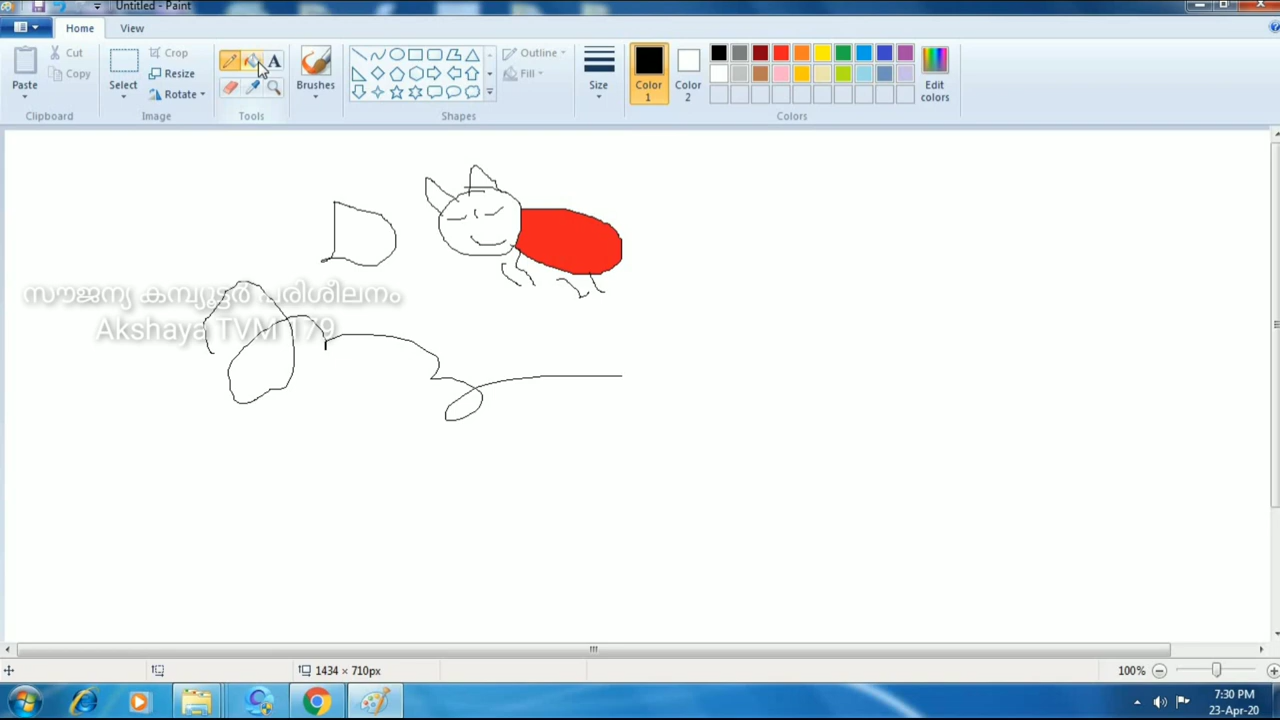 Untitled - Paint
Home
View
Paste
Cut
Copy
Clipboard
Select
Crop
Resize
Rotate
Image
A
Tools
Brushes
Shapes
Outline
Fill
Size
Color 1
Color 2
Edit colors
Colors
സൗജന്യ കമ്പ്യൂട്ടർ പരിശീലനം
Akshaya TVM 179
1434 × 710px
100%
7:30 PM
23-Apr-20